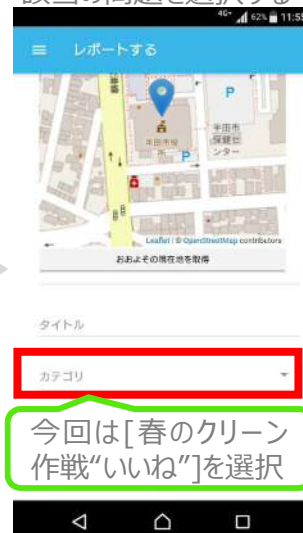 該当の問題を選択する
4G+ 62% 11:55
レポートする
P
半田市役所
半田市
保健セ
ンター
P
Leaflet | © OpenStreetMap contributors
おおよその現在地を取得
タイトル
カテゴリ
今回は[春のクリーン
作戦“いいね”]を選択